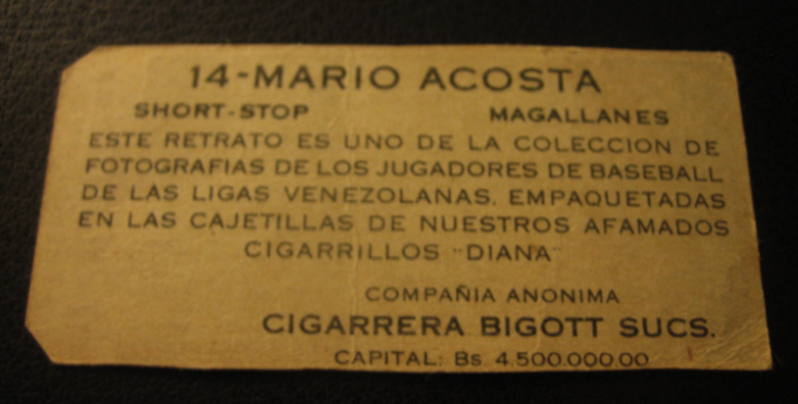 14-MARIO ACOSTA
SHORT-STOP MAGALLANES
ESTE RETRATO ES UNO DE LA COLECCION DE
FOTOGRAFIAS DE LOS JUGADORES DE BASEBALL
DE LAS LIGAS VENEZOLANAS. EMPAQUETADAS
EN LAS CAJETILLAS DE NUESTROS AFAMADOS
CIGARRILLOS "DIANA"
COMPAÑIA ANONIMA
CIGARRERA BIGOTT SUCS.
CAPITAL: Bs 4.500.000.00